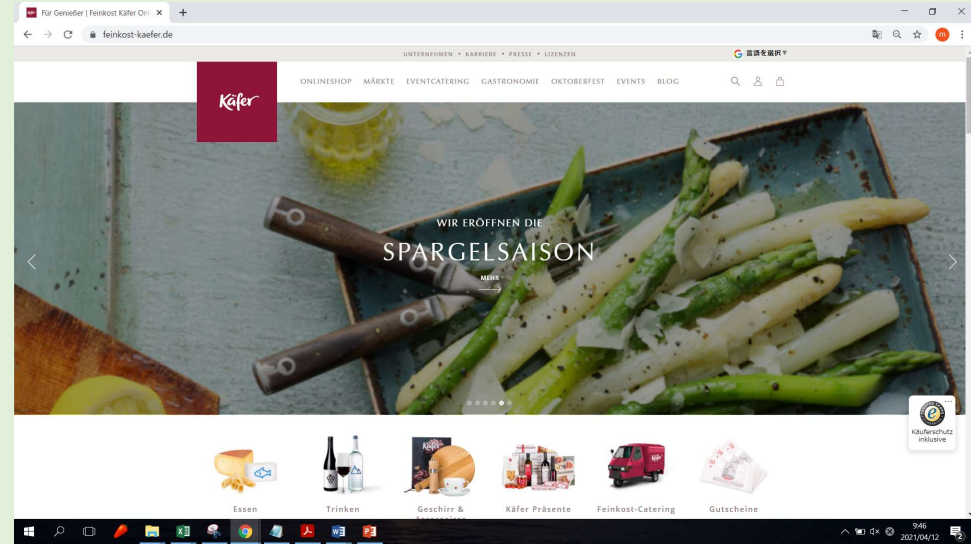 Für Genießer | Feinkost Käfer Onl
feinkost-kaefer.de
UNTERNEHMEN • KARRIERE • PRESSE • LIZENZEN
言語を選択▼
Käfer
ONLINESHOP MÄRKTE EVENTCATERING GASTRONOMIE OKTOBERFEST EVENTS BLOG
WIR ERÖFFNEN DIE
SPARGELSAISON
MEHR
Käuferschutz
inklusive
Essen Trinken Geschirr & Käfer Präsente Feinkost-Catering Gutscheine
Accessoires
9:46
2021/04/12